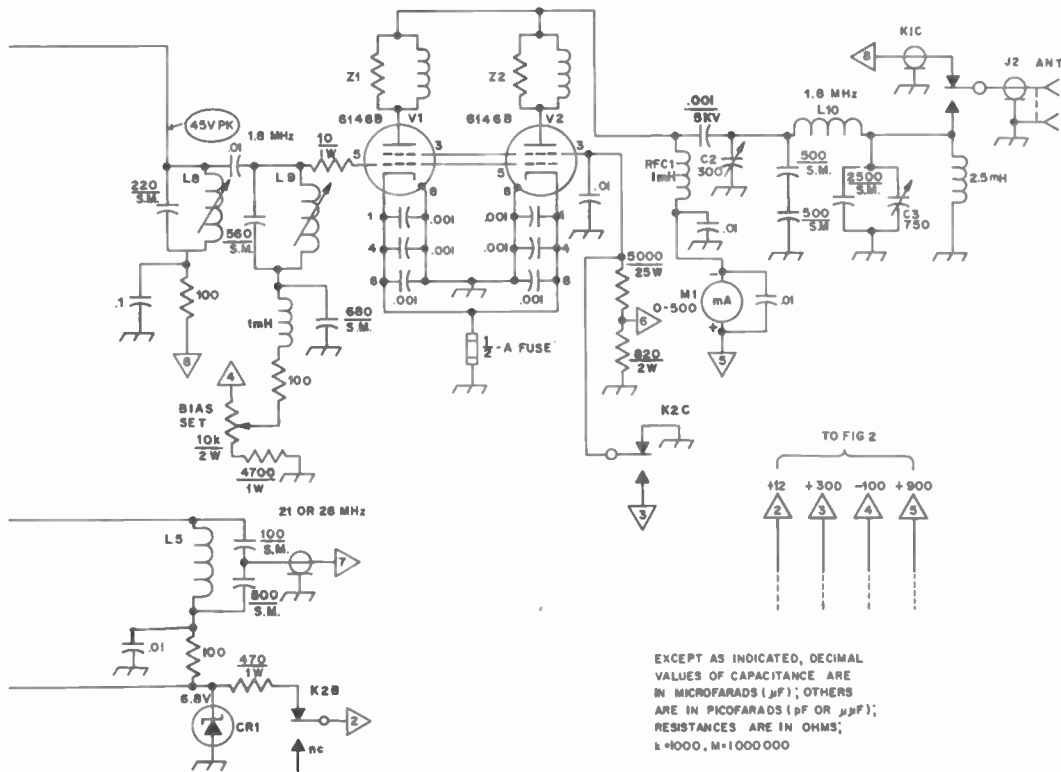 K1C
8
J2 ANT
Z1
Z2
6146B V1
6146B V2
.001
6KV
1.8 MHz
L10
45V PK
1.8 MHz
.01
10
1W
5
3
5
3
8
8
L8
L9
220
S.M.
560
S.M.
RFC1
1mH
C2
300
500
S.M.
500
S.M
2500
S.M.
C3
750
2.5mH
.01
.01
1
.001
.001
4
4
.001
.001
4
6
.001
.001
6
.1
100
6
1mH
680
S.M.
100
5000
25W
6
820
2W
-
M1
0-500
mA
+
.01
5
1/2-A FUSE
4
BIAS
SET
10k
2W
4700
1W
K2C
3
TO FIG 2
+12 +300 -100 +900
2 3 4 5
21 OR 28 MHz
L5
100
S.M.
7
500
S.M.
.01
100
470
1W
6.8V
CR1
K2B
2
nc
EXCEPT AS INDICATED, DECIMAL
VALUES OF CAPACITANCE ARE
IN MICROFARADS (µF); OTHERS
ARE IN PICOFARADS (pF OR µµF);
RESISTANCES ARE IN OHMS;
k=1000, M=1000000